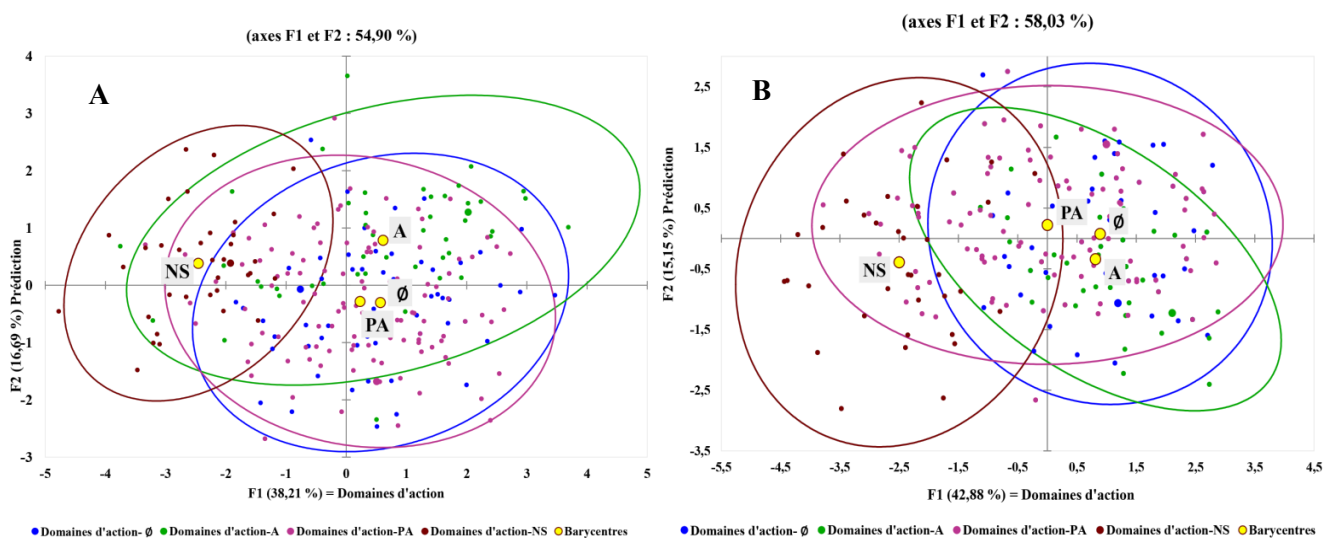 (axes F1 et F2 : 54,90 %)
A
F2 (16,69 %) Prédiction
4
3
2
1
0
-1
-2
-3
NS
A
Ø
PA
-5 -4 -3 -2 -1 0 1 2 3 4 5
F1 (38,21 %) = Domaines d'action
Domaines d'action- Ø Domaines d'action-A Domaines d'action-PA Domaines d'action-NS Barycentres
(axes F1 et F2 : 58,03 %)
B
F2 (15,15 %) Prédiction
2,5
1,5
0,5
-0,5
-1,5
-2,5
-3,5
PA
Ø
NS
A
-5,5 -4,5 -3,5 -2,5 -1,5 -0,5 0,5 1,5 2,5 3,5 4,5
F1 (42,88 %) = Domaines d'action
Domaines d'action- Ø Domaines d'action-A Domaines d'action-PA Domaines d'action-NS Barycentres